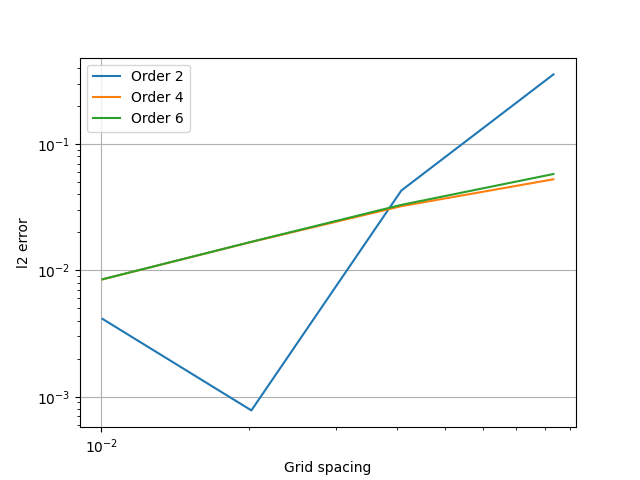 Order 2
Order 4
Order 6
10⁻¹
10⁻²
10⁻³
l2 error
10⁻²
Grid spacing